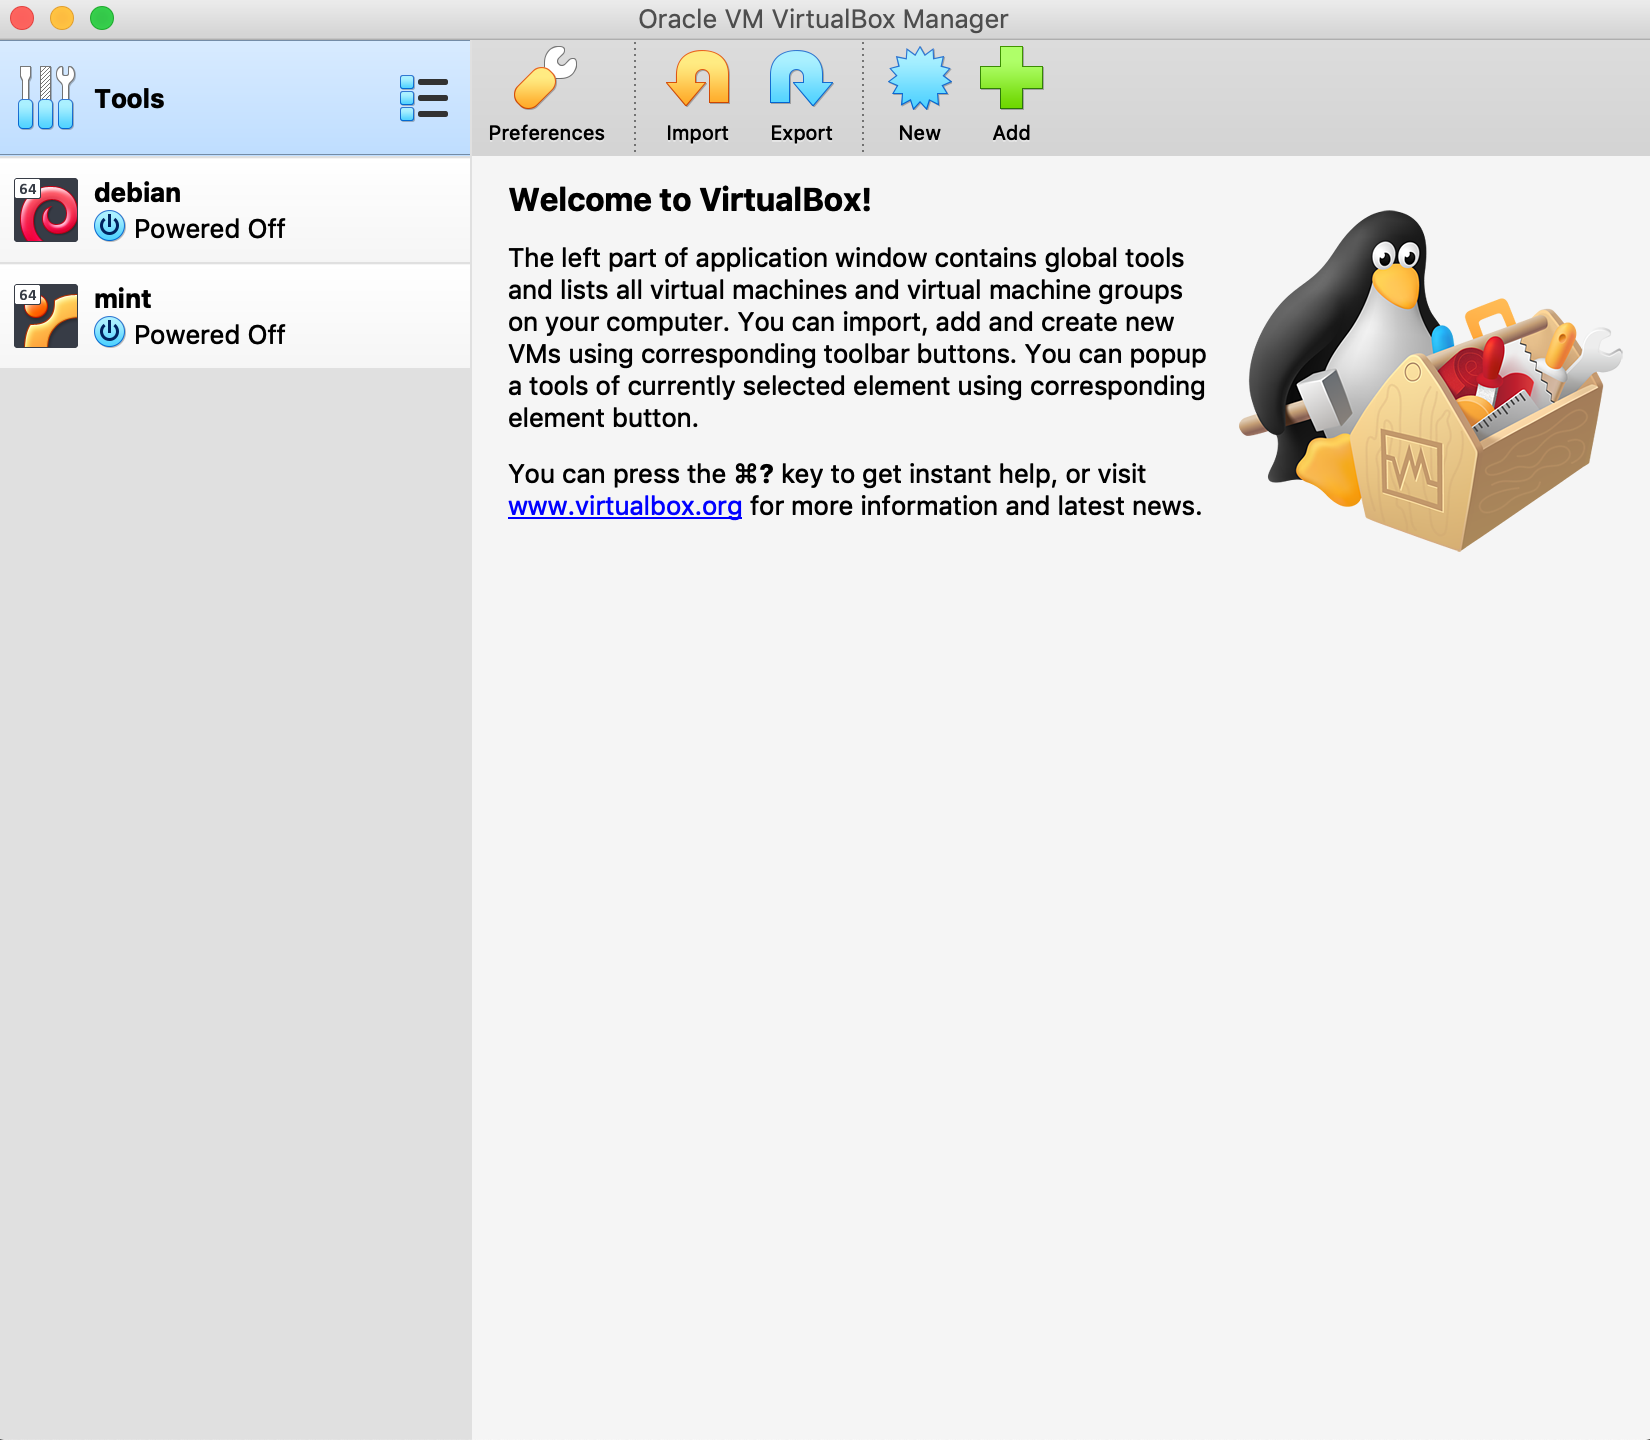 Oracle VM VirtualBox Manager
Tools
Preferences
Import
Export
New
Add
64
debian
Powered Off
64
mint
Powered Off
Welcome to VirtualBox!
The left part of application window contains global tools
and lists all virtual machines and virtual machine groups
on your computer. You can import, add and create new
VMs using corresponding toolbar buttons. You can popup
a tools of currently selected element using corresponding
element button.
You can press the ⌘? key to get instant help, or visit
www.virtualbox.org for more information and latest news.